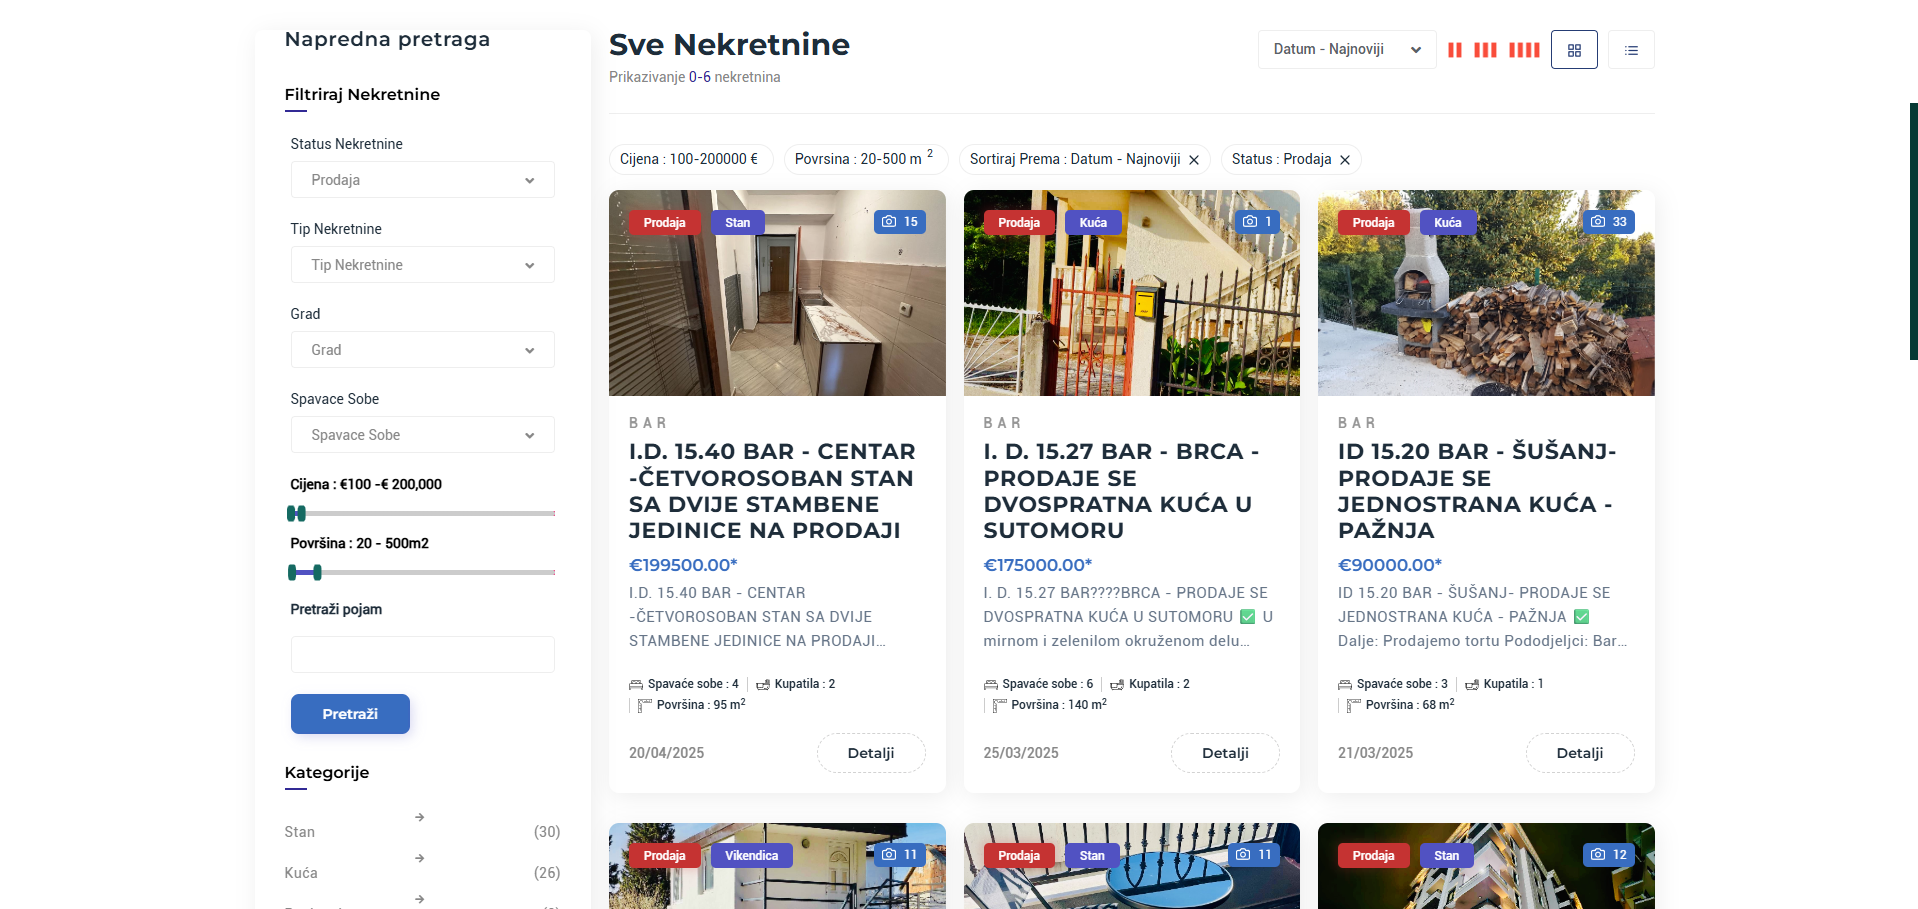 Napredna pretraga
Filtriraj Nekretnine
Status Nekretnine
Prodaja
Tip Nekretnine
Tip Nekretnine
Grad
Grad
Spavace Sobe
Spavace Sobe
Cijena : €100 -€ 200,000
Površina : 20 - 500m2
Pretraži pojam
Pretraži
Kategorije
Stan (30)
Kuća (26)
Sve Nekretnine
Prikazivanje 0-6 nekretnina
Datum - Najnoviji
Cijena : 100-200000 €
Povrsina : 20-500 m 2
Sortiraj Prema : Datum - Najnoviji ×
Status : Prodaja ×
Prodaja Stan 15
BAR
I.D. 15.40 BAR - CENTAR
-ČETVOROSOBAN STAN
SA DVIJE STAMBENE
JEDINICE NA PRODAJI
€199500.00*
I.D. 15.40 BAR - CENTAR
-ČETVOROSOBAN STAN SA DVIJE
STAMBENE JEDINICE NA PRODAJI...
Spavaće sobe : 4 Kupatila : 2
Površina : 95 m2
20/04/2025 Detalji
Prodaja Kuća 1
BAR
I. D. 15.27 BAR - BRCA -
PRODAJE SE
DVOSPRATNA KUĆA U
SUTOMORU
€175000.00*
I. D. 15.27 BAR????BRCA - PRODAJE SE
DVOSPRATNA KUĆA U SUTOMORU ✅ U
mirnom i zelenilom okruženom delu...
Spavaće sobe : 6 Kupatila : 2
Površina : 140 m2
25/03/2025 Detalji
Prodaja Kuća 33
BAR
ID 15.20 BAR - ŠUŠANJ-
PRODAJE SE
JEDNOSTRANA KUĆA -
PAŽNJA
€90000.00*
ID 15.20 BAR - ŠUŠANJ- PRODAJE SE
JEDNOSTRANA KUĆA - PAŽNJA ✅
Dalje: Prodajemo tortu Pododjeljci: Bar...
Spavaće sobe : 3 Kupatila : 1
Površina : 68 m2
21/03/2025 Detalji
Prodaja Vikendica 11
Prodaja Stan 11
Prodaja Stan 12